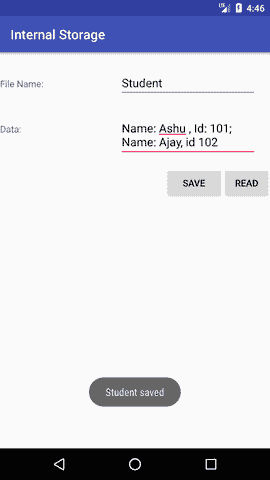 4:46
Internal Storage
File Name:
Student
Data:
Name: Ashu , Id: 101;
Name: Ajay, id 102
SAVE
READ
Student saved